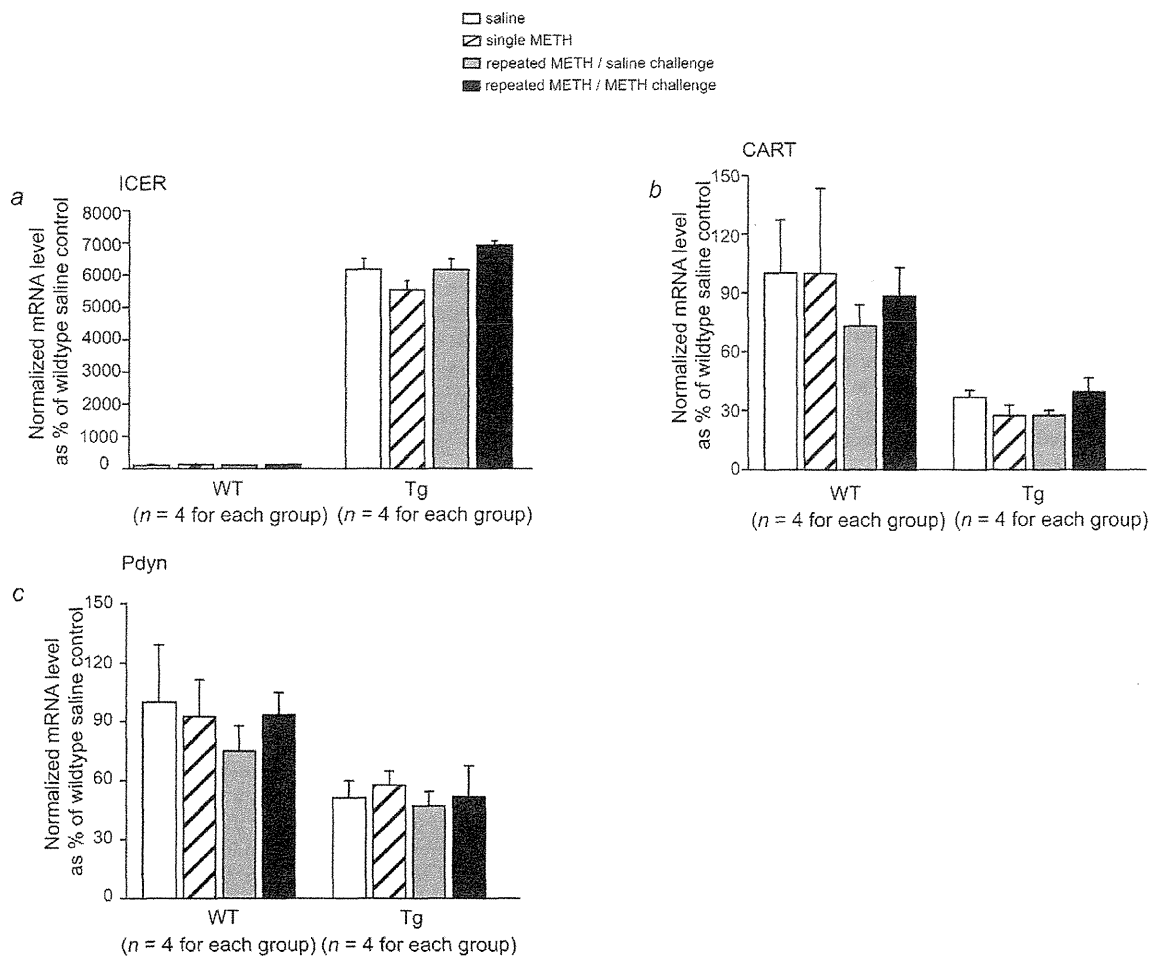 saline
single METH
repeated METH / saline challenge
repeated METH / METH challenge
a
ICER
Normalized mRNA level
as % of wildtype saline control
8000
7000
6000
5000
4000
3000
2000
1000
0
WT
Tg
(n = 4 for each group) (n = 4 for each group)
b
CART
Normalized mRNA level
as % of wildtype saline control
150
120
90
60
30
0
WT
Tg
(n = 4 for each group) (n = 4 for each group)
c
Pdyn
Normalized mRNA level
as % of wildtype saline control
150
120
90
60
30
0
WT
Tg
(n = 4 for each group) (n = 4 for each group)